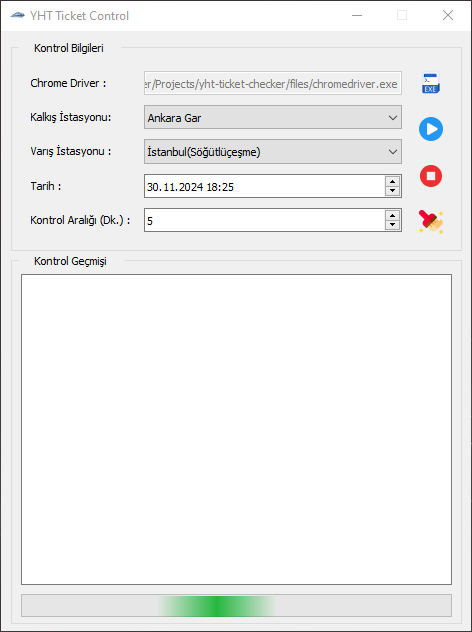 YHT Ticket Control
Kontrol Bilgileri
Chrome Driver :
er/Projects/yht-ticket-checker/files/chromedriver.exe
EXE
Kalkış İstasyonu:
Ankara Gar
Varış İstasyonu :
İstanbul(Söğütlüçeşme)
Tarih :
30.11.2024 18:25
Kontrol Aralığı (Dk.) :
5
Kontrol Geçmişi